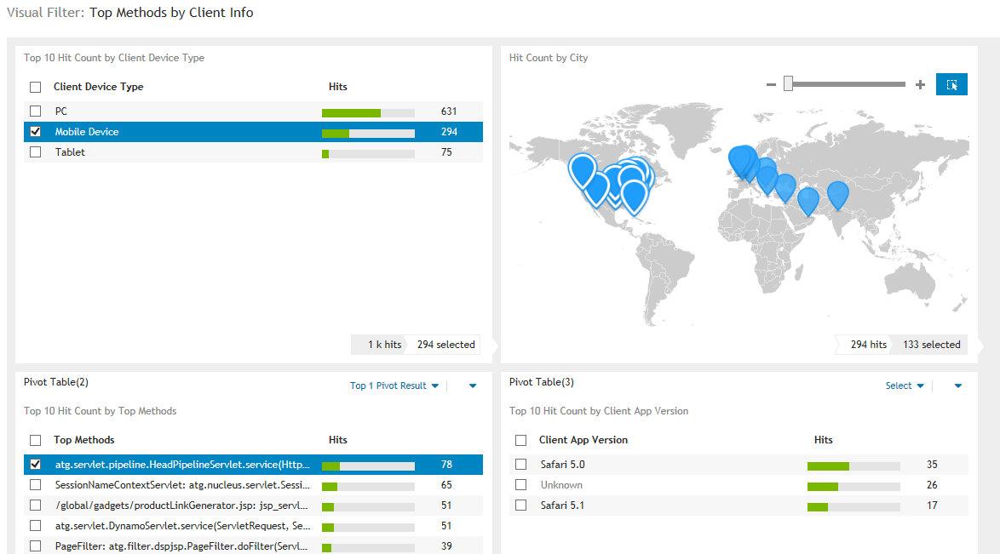 Visual Filter: Top Methods by Client Info
Top 10 Hit Count by Client Device Type
Client Device Type Hits
PC 631
Mobile Device 294
Tablet 75
1 k hits 294 selected
Hit Count by City
294 hits 133 selected
Pivot Table(2)
Top 1 Pivot Result
Top 10 Hit Count by Top Methods
Top Methods Hits
atg.servlet.pipeline.HeadPipelineServlet.service(Http... 78
SessionNameContextServlet: atg.nucleus.servlet.Sessi... 65
/global/gadgets/productLinkGenerator.jsp: jsp_servl... 51
atg.servlet.DynamoServlet.service(ServletRequest, Se... 51
PageFilter: atg.filter.dspjsp.PageFilter.doFilter(Servl... 39
Pivot Table(3)
Select
Top 10 Hit Count by Client App Version
Client App Version Hits
Safari 5.0 35
Unknown 26
Safari 5.1 17